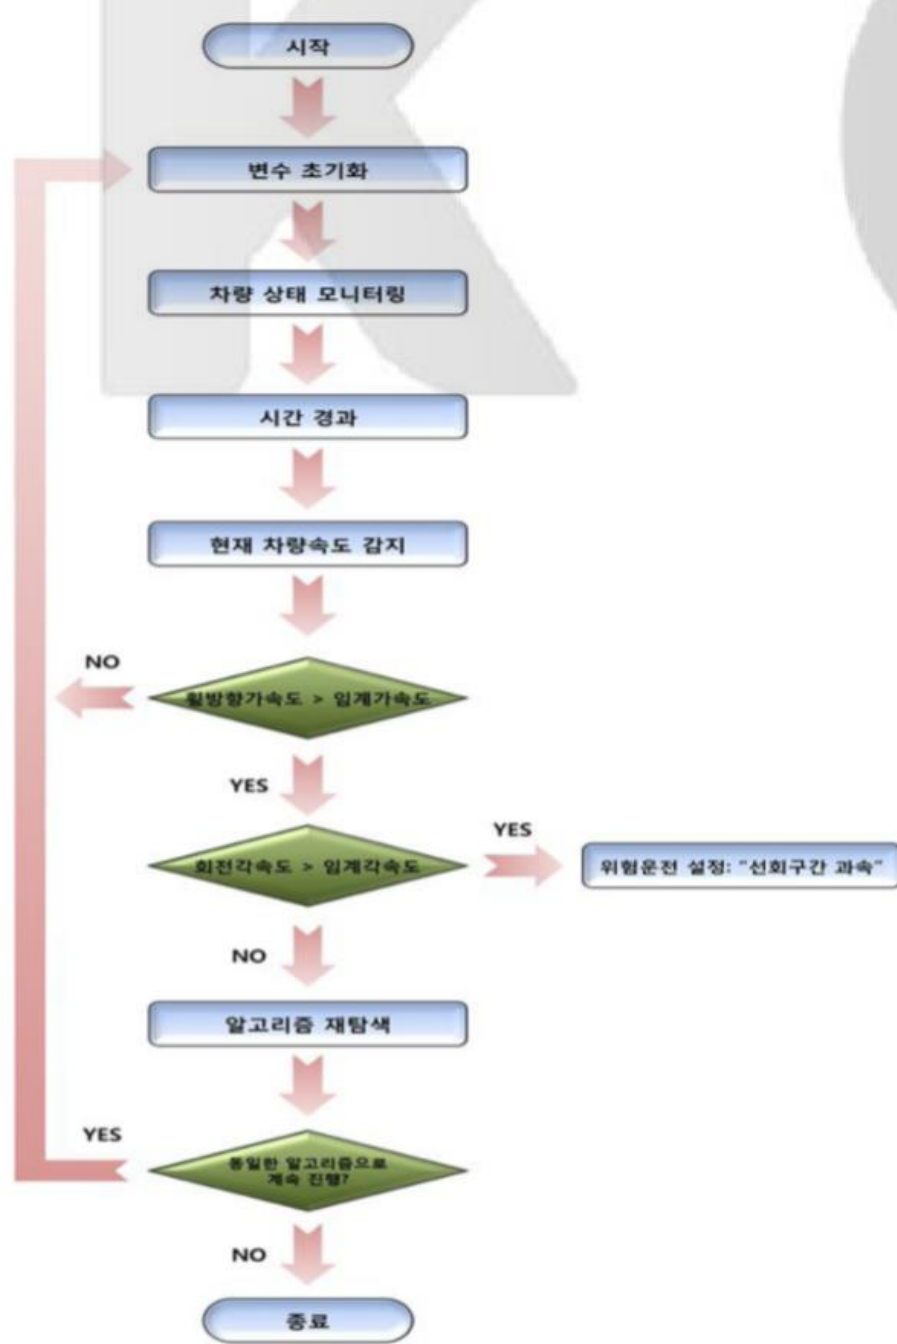 시작
변수 초기화
차량 상태 모니터링
시간 경과
현재 차량속도 감지
NO
횡방향가속도 > 임계가속도
YES
회전각속도 > 임계각속도
YES
위험운전 설정: "선회구간 과속"
NO
알고리즘 재탐색
YES
동일한 알고리즘으로
계속 진행?
NO
종료